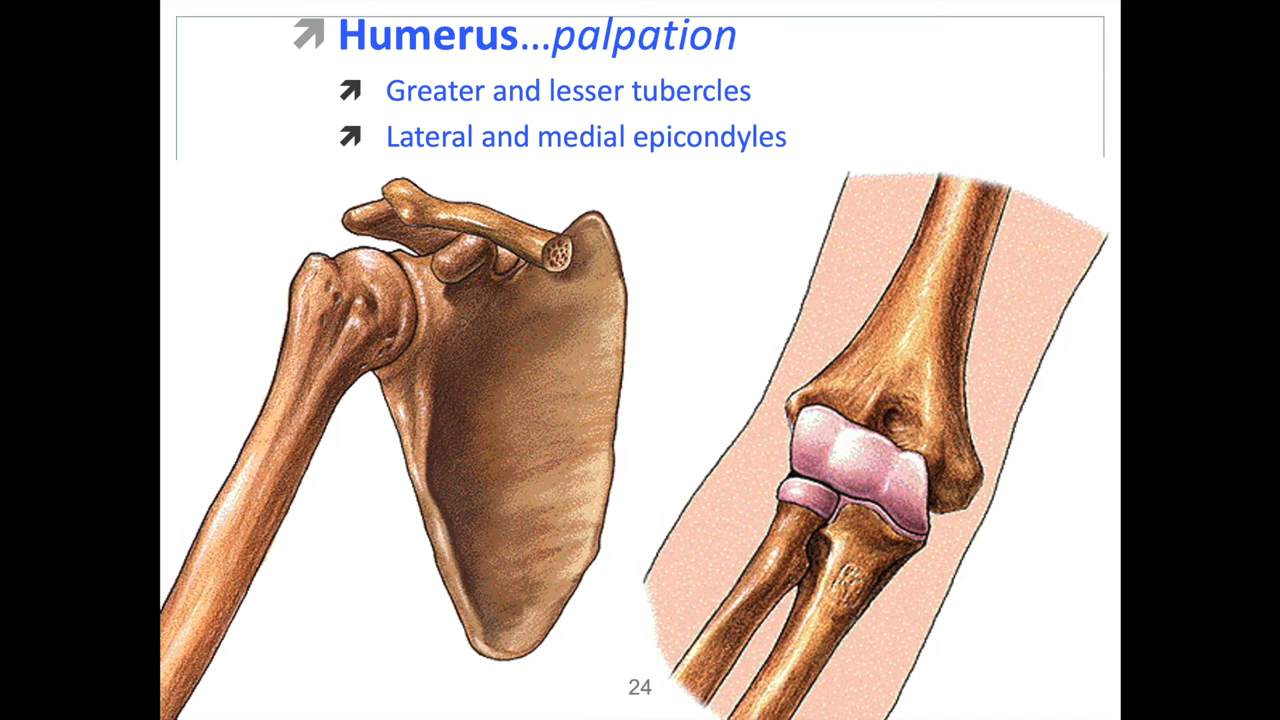 Humerus...palpation
Greater and lesser tubercles
Lateral and medial epicondyles
24